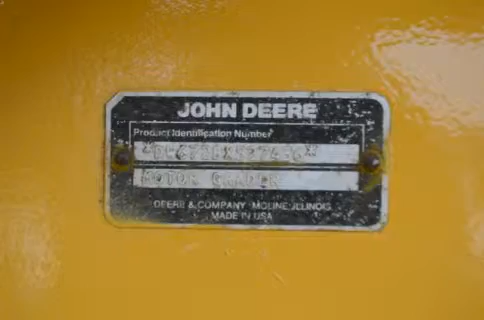 JOHN DEERE
Product Identification Number
MOTOR GRADER
DEERE & COMPANY MOLINE, ILLINOIS
MADE IN USA